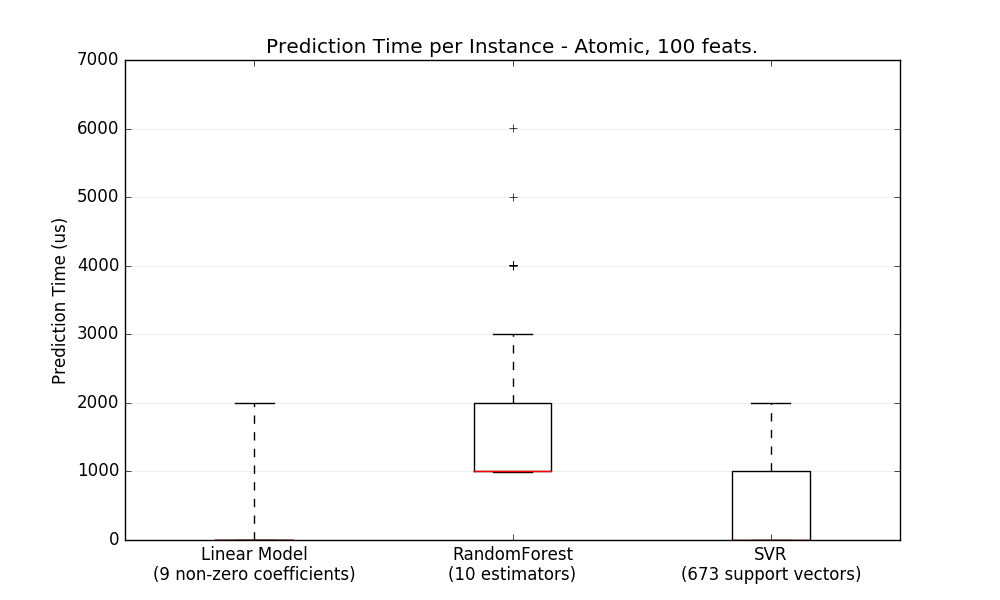 Prediction Time per Instance - Atomic, 100 feats.
7000
6000
5000
4000
3000
2000
1000
0
Prediction Time (us)
Linear Model
(9 non-zero coefficients)
RandomForest
(10 estimators)
SVR
(673 support vectors)